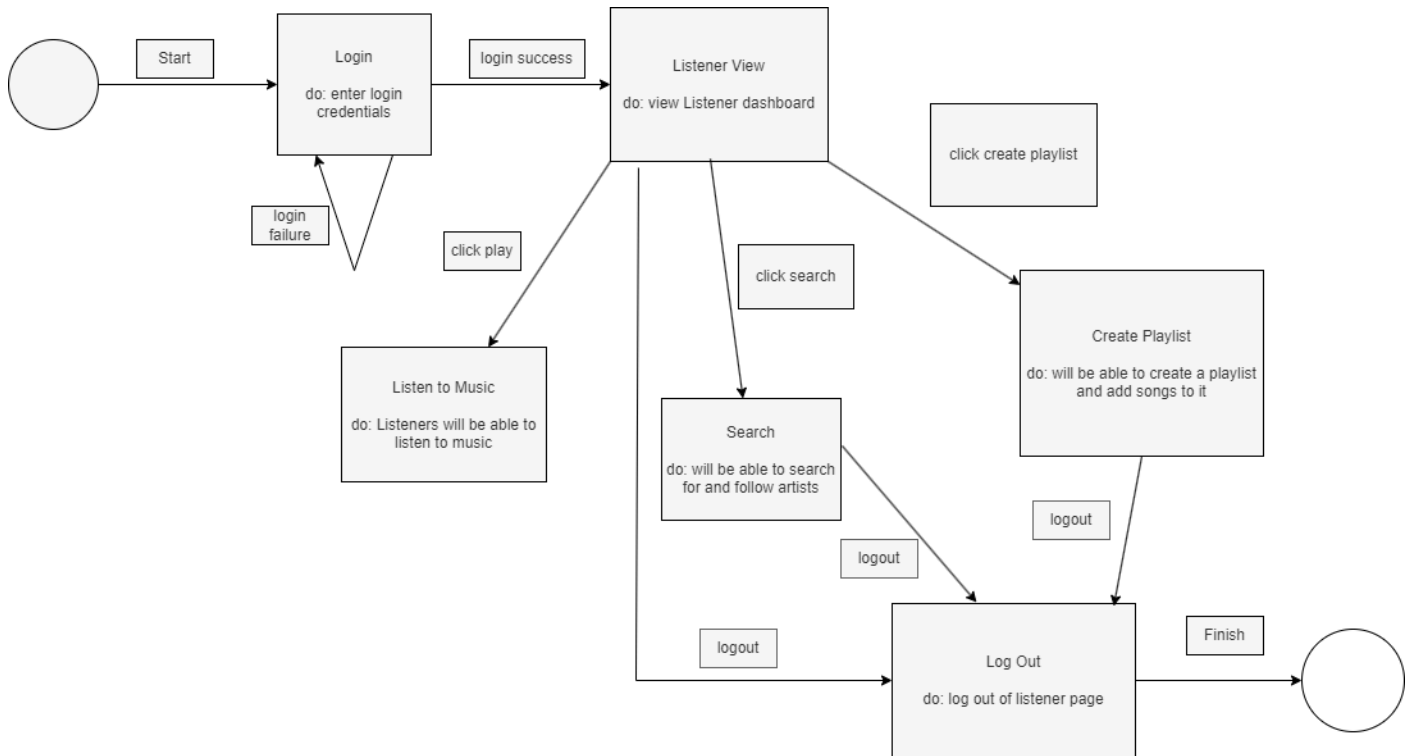 Start
Login
do: enter login
credentials
login success
Listener View
do: view Listener dashboard
click create playlist
login
failure
click play
click search
Listen to Music
do: Listeners will be able to
listen to music
Create Playlist
do: will be able to create a playlist
and add songs to it
Search
do: will be able to search
for and follow artists
logout
logout
logout
Log Out
do: log out of listener page
Finish